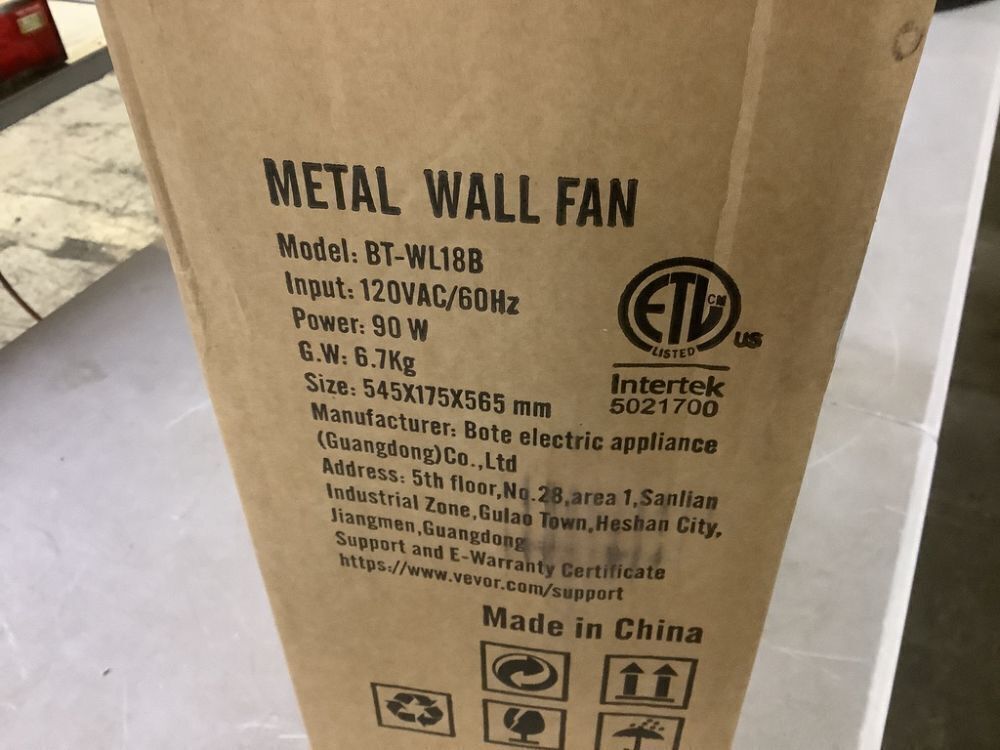 METAL WALL FAN
Model: BT-WL18B
Input: 120VAC/60Hz
Power: 90 W
G.W: 6.7Kg
Size: 545X175X565 mm
Manufacturer: Bote electric appliance
(Guangdong)Co.,Ltd
Address: 5th floor,No.28,area 1,Sanlian
Industrial Zone,Gulao Town,Heshan City,
Jiangmen,Guangdong
Support and E-Warranty Certificate
https://www.vevor.com/support
ETL CM
LISTED
US
Intertek
5021700
Made in China